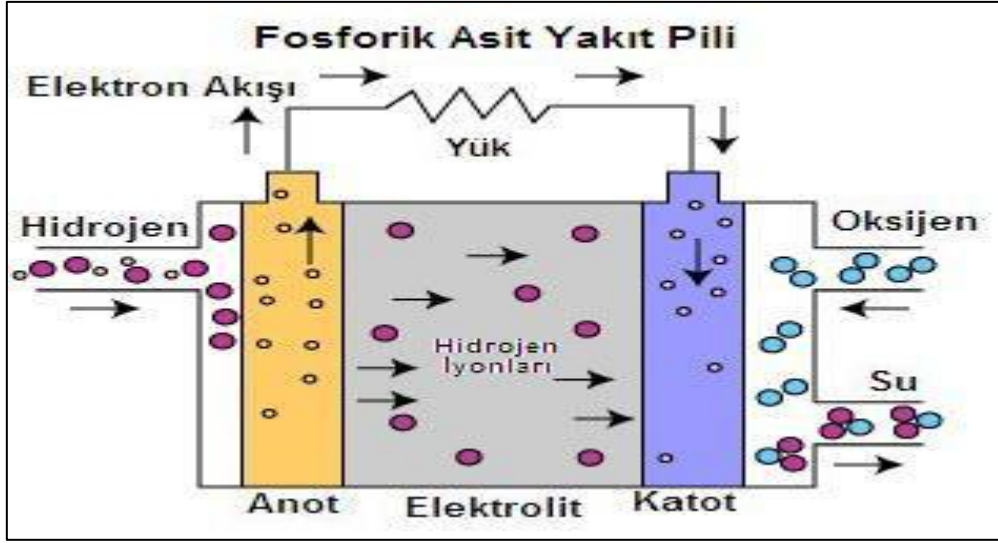 Fosforik Asit Yakıt Pili
Elektron Akışı
Yük
Hidrojen
Oksijen
Hidrojen
İyonları
Su
Anot
Elektrolit
Katot